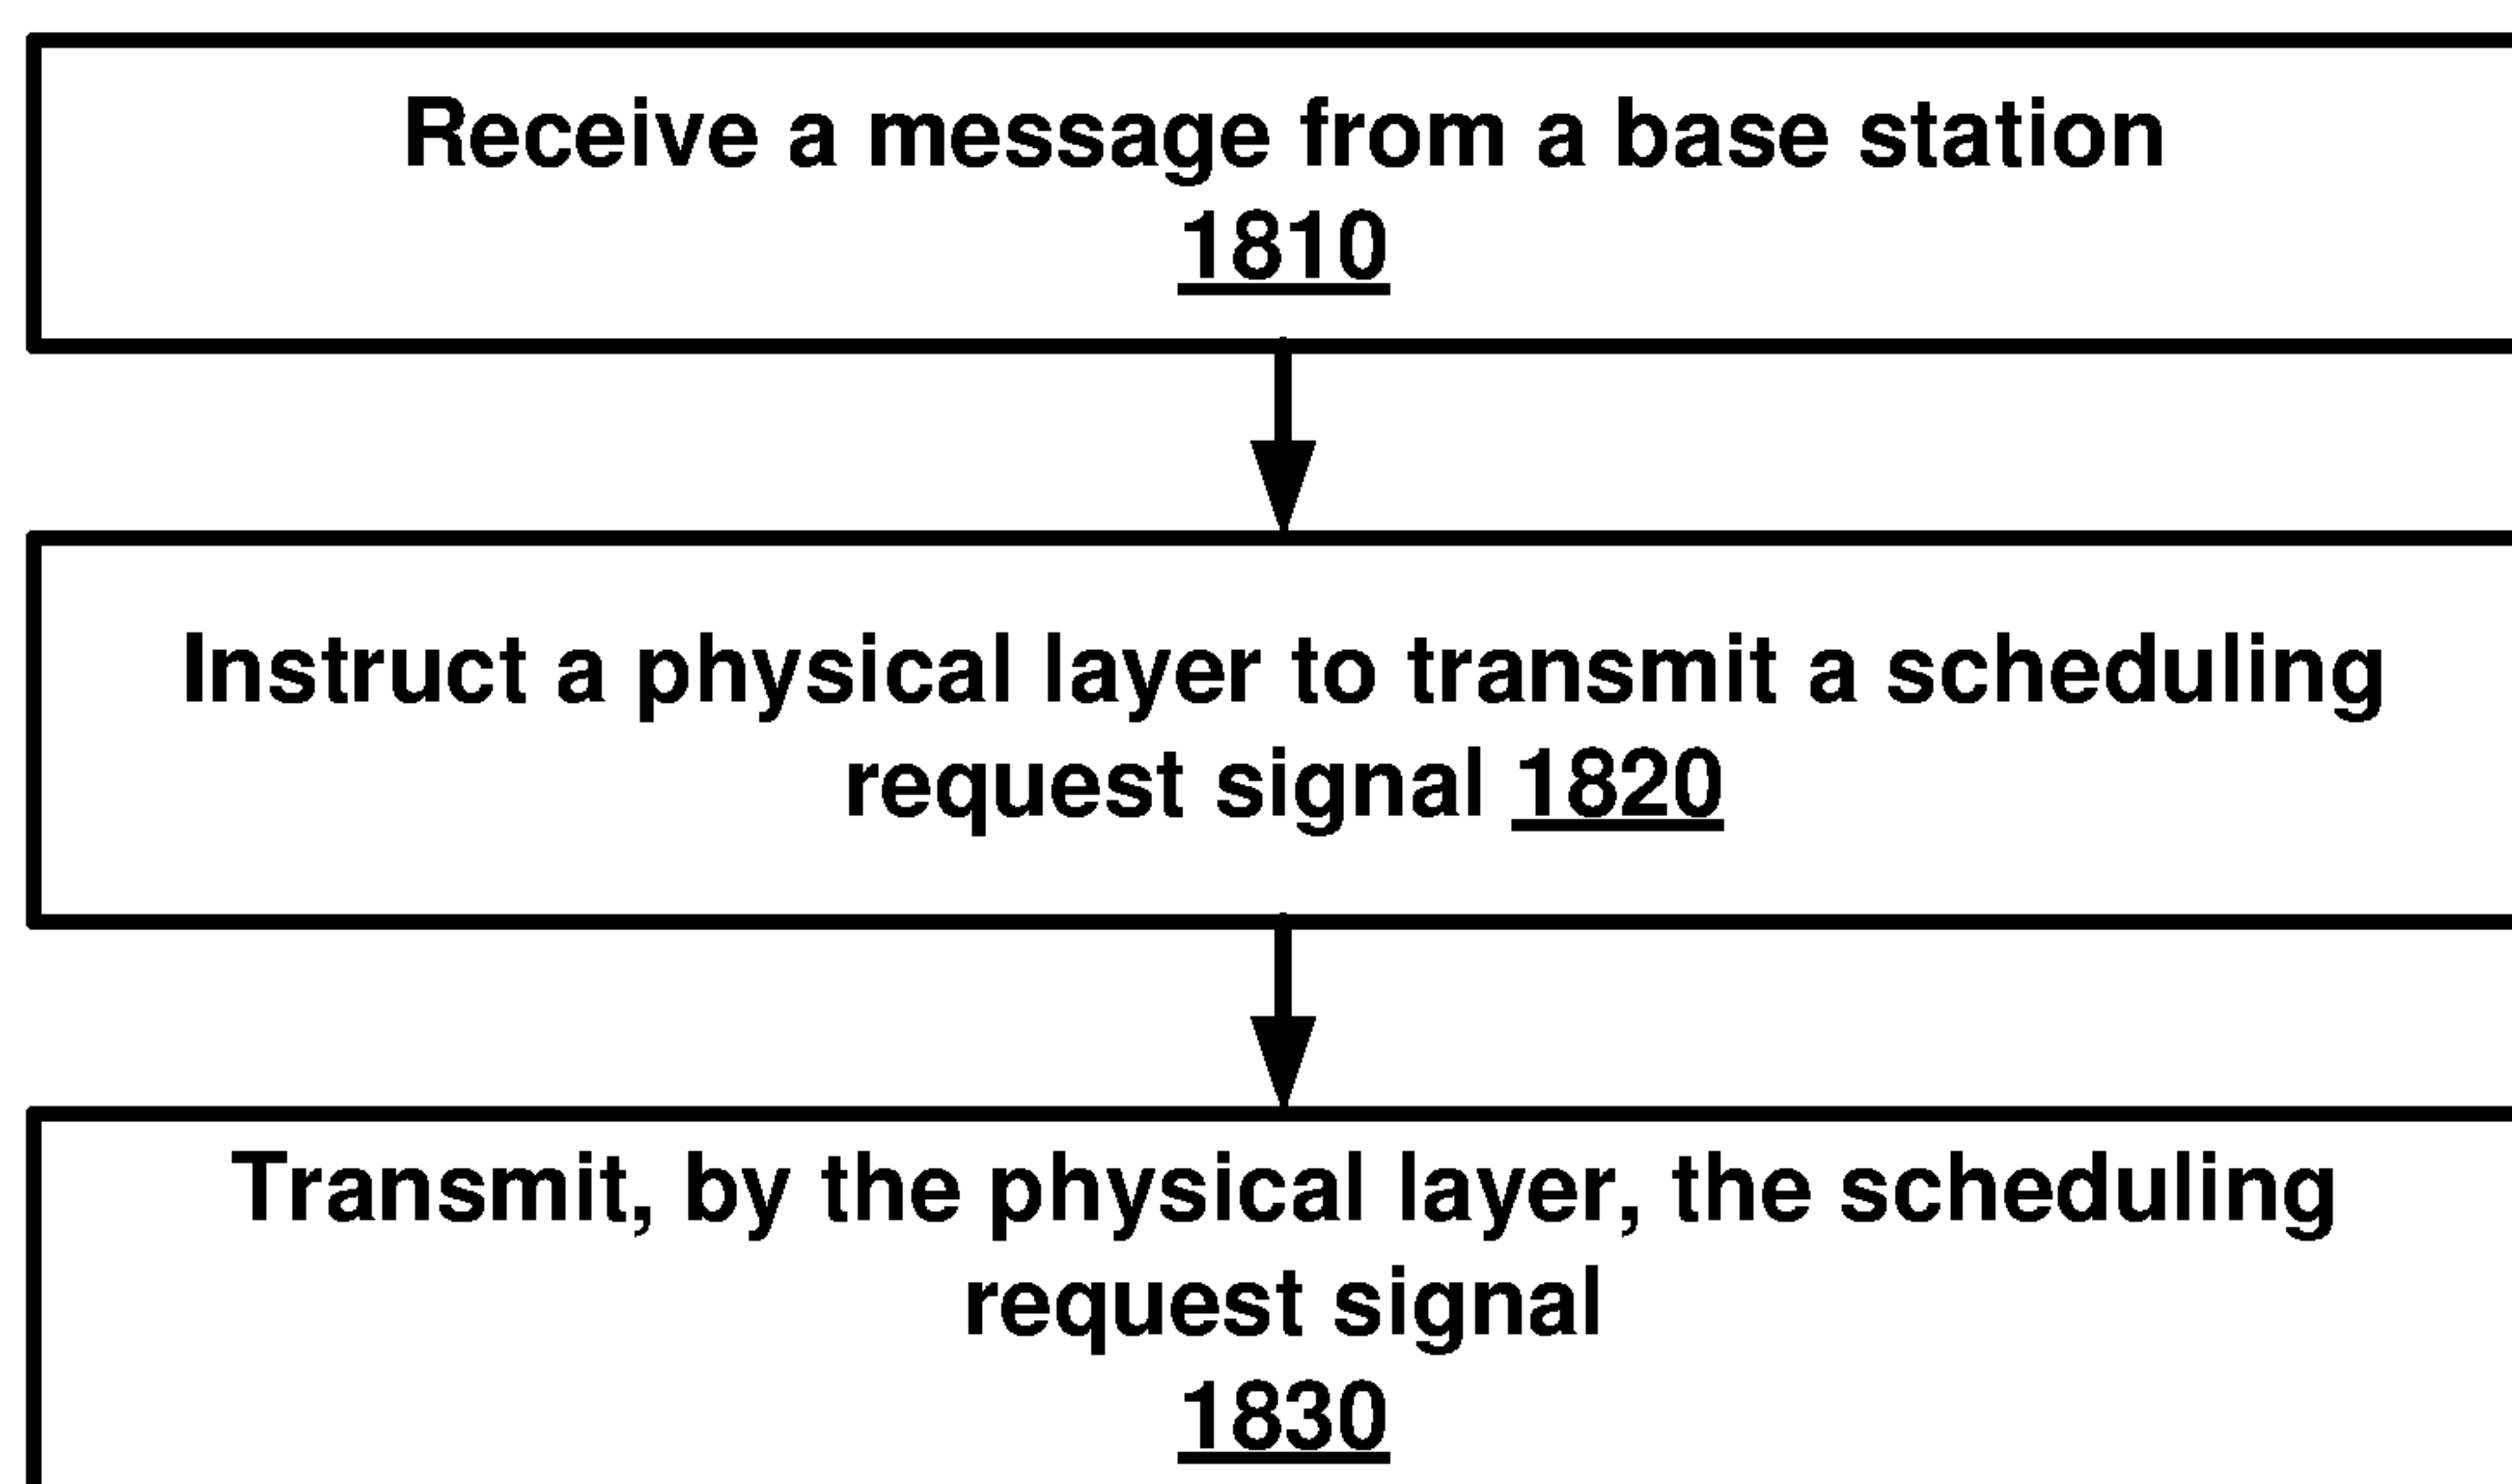 Receive a message from a base station
1810
Instruct a physical layer to transmit a scheduling
request signal 1820
Transmit, by the physical layer, the scheduling
request signal
1830